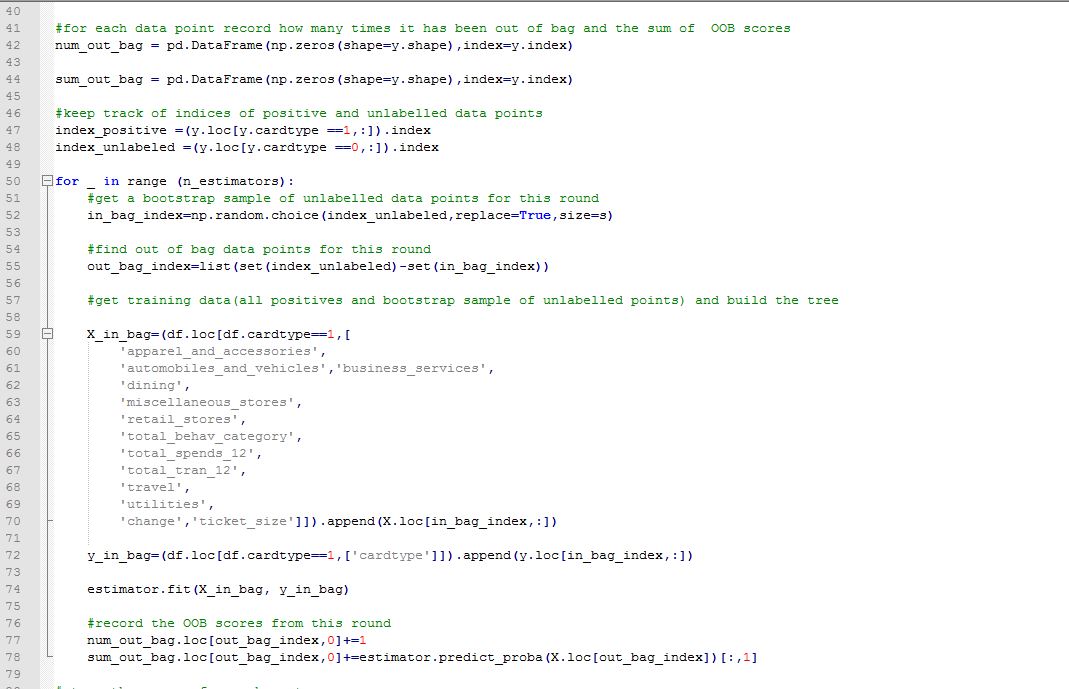 40
41 #for each data point record how many times it has been out of bag and the sum of  OOB scores
42 num_out_bag = pd.DataFrame(np.zeros(shape=y.shape),index=y.index)
43
44 sum_out_bag = pd.DataFrame(np.zeros(shape=y.shape),index=y.index)
45
46 #keep track of indices of positive and unlabelled data points
47 index_positive =(y.loc[y.cardtype ==1,:]).index
48 index_unlabeled =(y.loc[y.cardtype ==0,:]).index
49
50 for _ in range (n_estimators):
51     #get a bootstrap sample of unlabelled data points for this round
52     in_bag_index=np.random.choice(index_unlabeled,replace=True,size=s)
53
54     #find out of bag data points for this round
55     out_bag_index=list(set(index_unlabeled)-set(in_bag_index))
56
57     #get training data(all positives and bootstrap sample of unlabelled points) and build the tree
58
59     X_in_bag=(df.loc[df.cardtype==1,[
60         'apparel_and_accessories',
61         'automobiles_and_vehicles','business_services',
62         'dining',
63         'miscellaneous_stores',
64         'retail_stores',
65         'total_behav_category',
66         'total_spends_12',
67         'total_tran_12',
68         'travel',
69         'utilities',
70         'change','ticket_size']]).append(X.loc[in_bag_index,:])
71
72     y_in_bag=(df.loc[df.cardtype==1,['cardtype']]).append(y.loc[in_bag_index,:])
73
74     estimator.fit(X_in_bag, y_in_bag)
75
76     #record the OOB scores from this round
77     num_out_bag.loc[out_bag_index,0]+=1
78     sum_out_bag.loc[out_bag_index,0]+=estimator.predict_proba(X.loc[out_bag_index])[:,1]
79